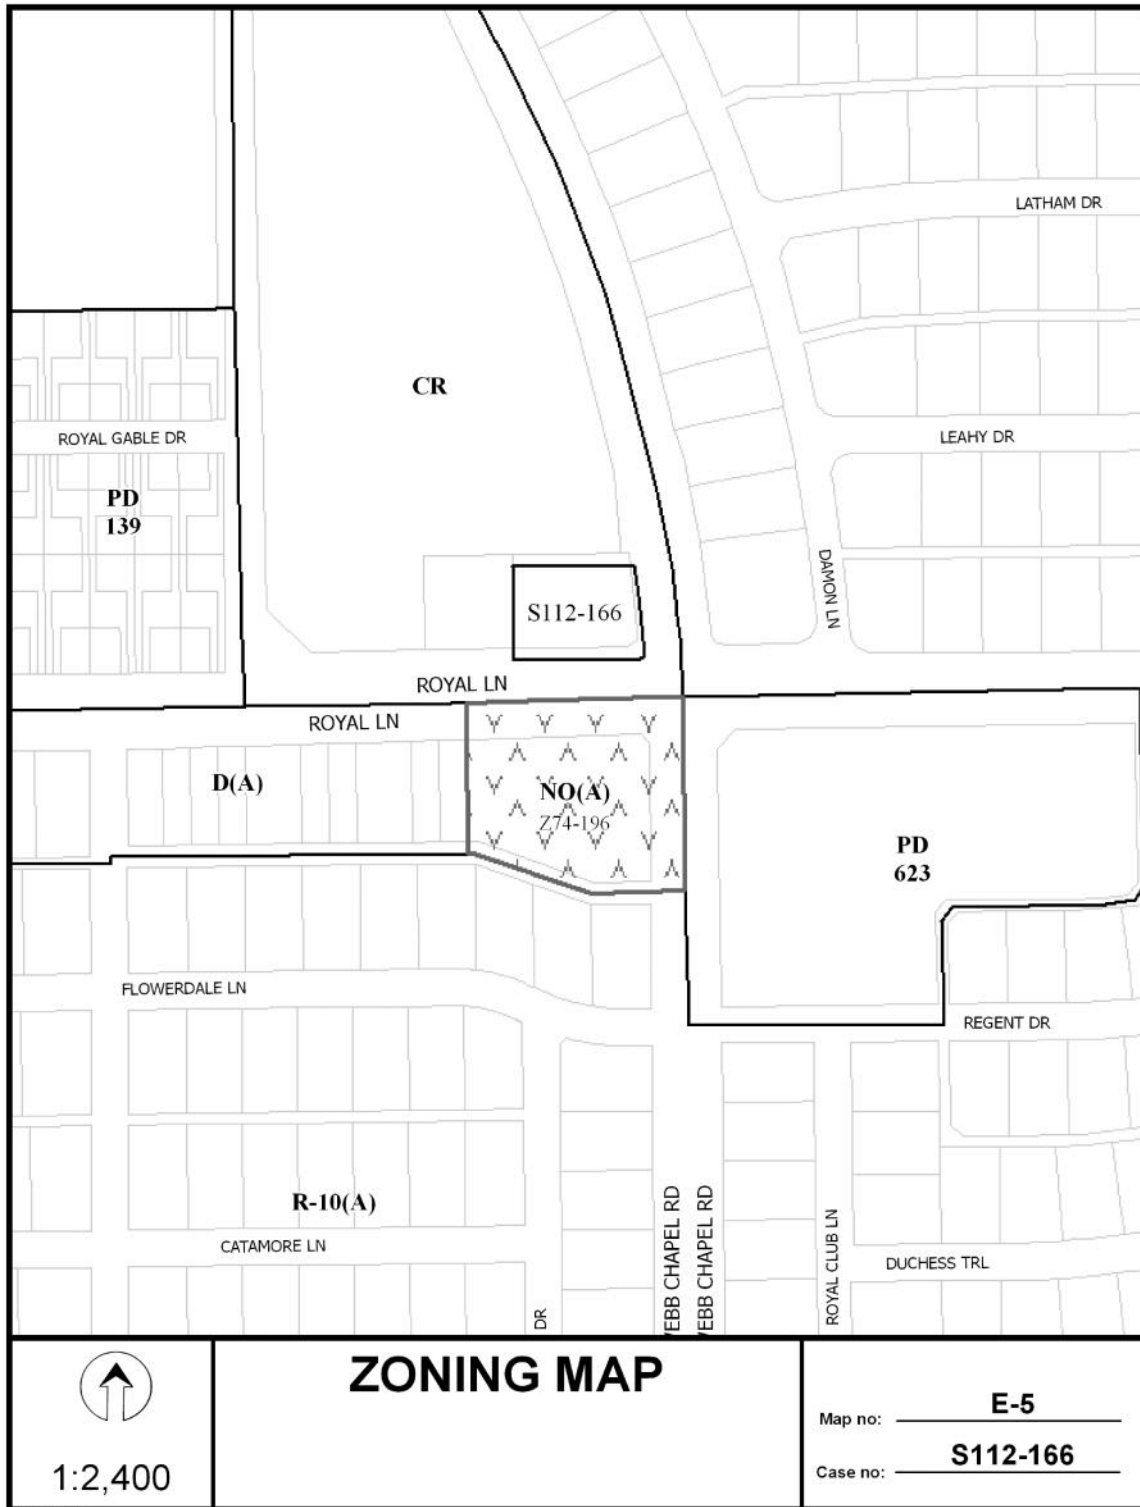 LATHAM DR
CR
ROYAL GABLE DR
LEAHY DR
PD
139
DAMON LN
S112-166
ROYAL LN
ROYAL LN
D(A)
NO(A)
Z74-196
PD
623
FLOWERDALE LN
REGENT DR
R-10(A)
CATAMORE LN
DR
EBB CHAPEL RD
EBB CHAPEL RD
ROYAL CLUB LN
DUCHESS TRL
1:2,400
ZONING MAP
Map no: E-5
Case no: S112-166